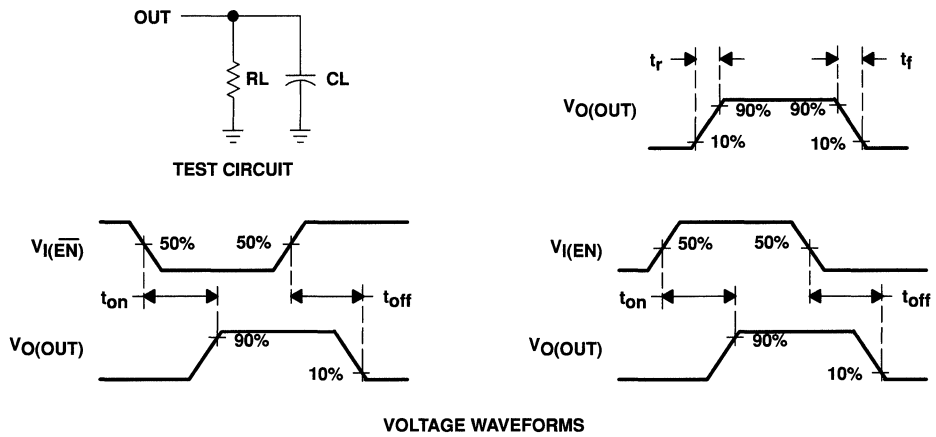 OUT
RL CL
TEST CIRCUIT
tr tf
VO(OUT) 90% 90%
10% 10%
VI(E̅N̅) 50% 50%
ton toff
VO(OUT) 90%
10%
VI(EN) 50% 50%
ton toff
VO(OUT) 90%
10%
VOLTAGE WAVEFORMS